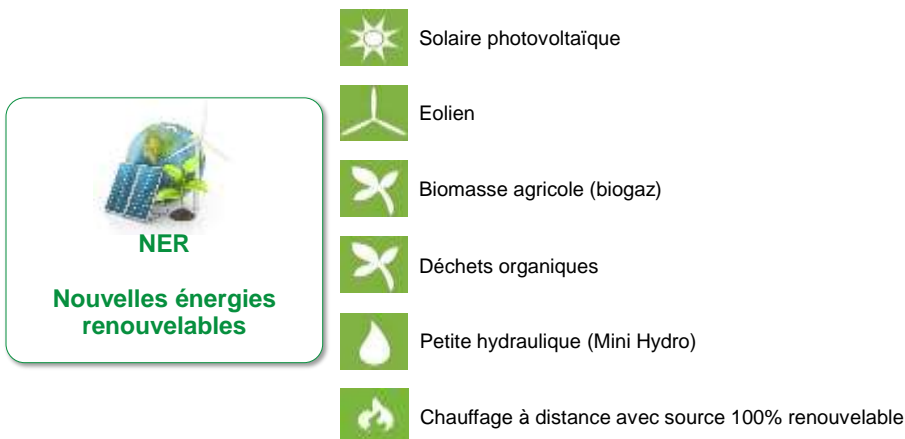 NER
Nouvelles énergies
renouvelables
Solaire photovoltaïque
Eolien
Biomasse agricole (biogaz)
Déchets organiques
Petite hydraulique (Mini Hydro)
Chauffage à distance avec source 100% renouvelable